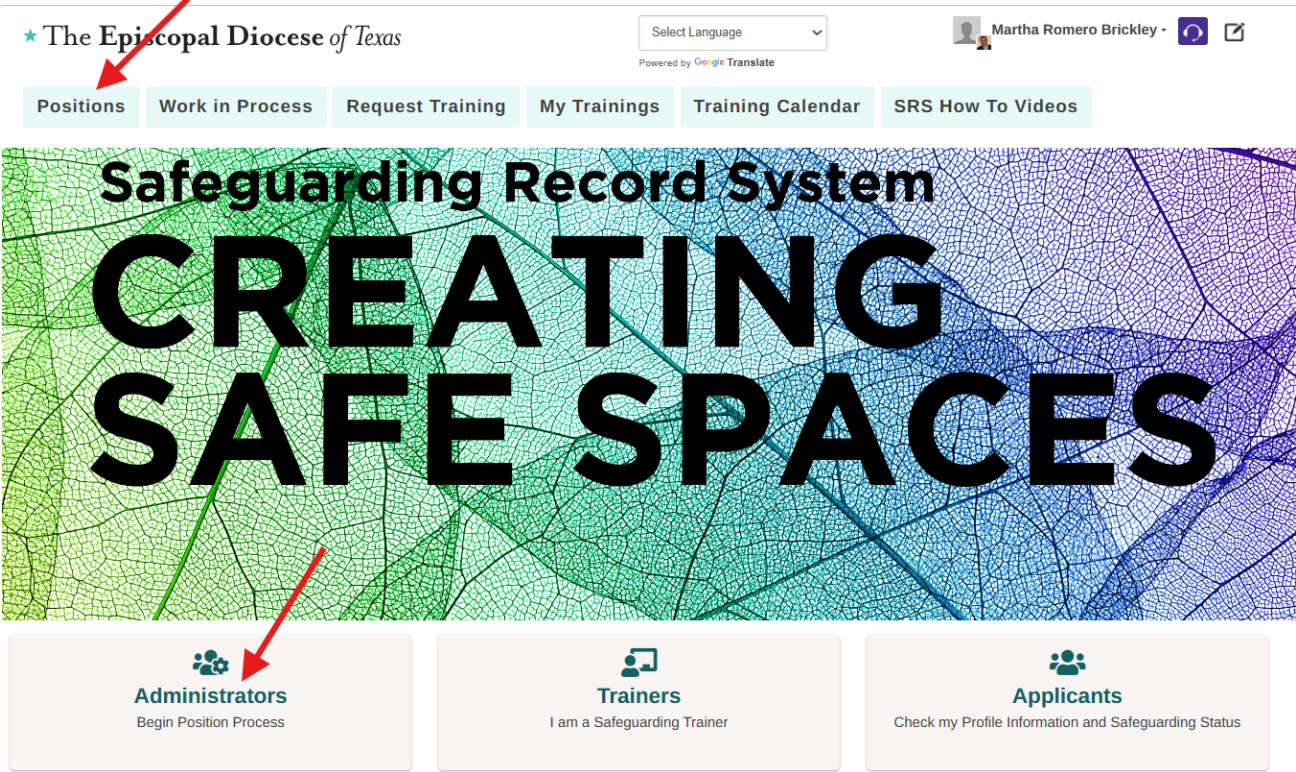 The Episcopal Diocese of Texas
Select Language
Powered by Google Translate
Martha Romero Brickley
Positions
Work in Process
Request Training
My Trainings
Training Calendar
SRS How To Videos
Safeguarding Record System
CREATING
SAFE SPACES
Administrators
Begin Position Process
Trainers
I am a Safeguarding Trainer
Applicants
Check my Profile Information and Safeguarding Status